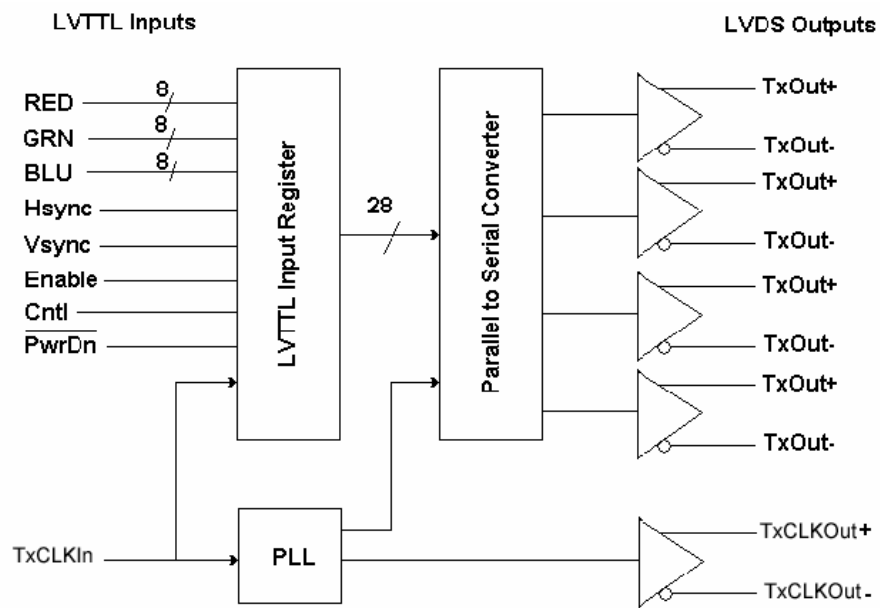 LVTTL Inputs
LVDS Outputs
RED
8
GRN
8
BLU
8
Hsync
Vsync
Enable
Cntl
PwrDn
LVTTL Input Register
28
Parallel to Serial Converter
TxOut+
TxOut-
TxOut+
TxOut-
TxOut+
TxOut-
TxOut+
TxOut-
TxCLKIn
PLL
TxCLKOut+
TxCLKOut-